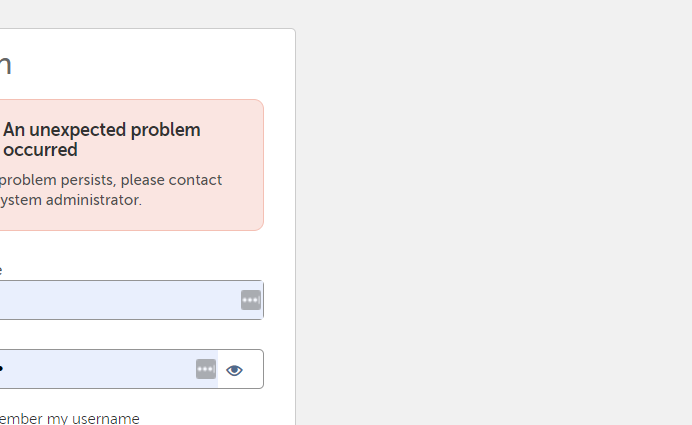 n
An unexpected problem
occurred
problem persists, please contact
ystem administrator.
e
ember my username